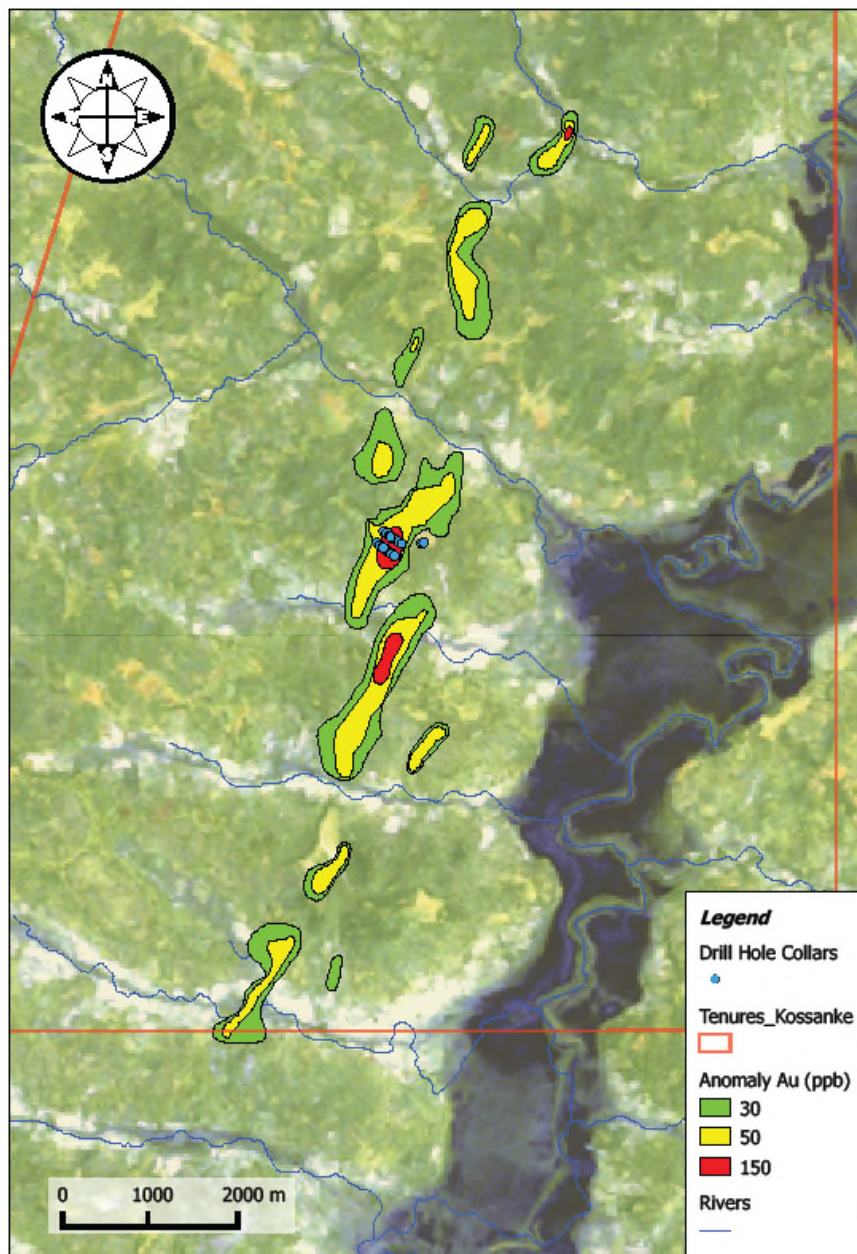 Legend
Drill Hole Collars
Tenures_Kossanke
Anomaly Au (ppb)
30
50
150
Rivers
0 1000 2000 m